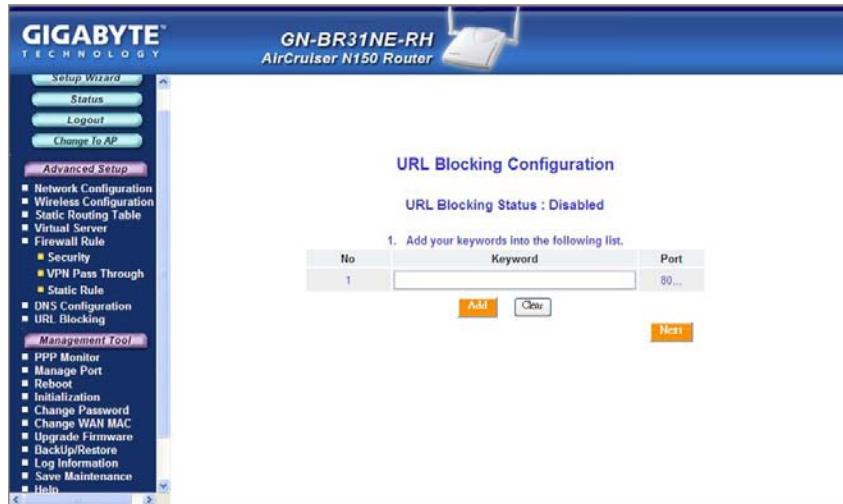 GIGABYTE™
TECHNOLOGY
GN-BR31NE-RH
AirCruiser N150 Router
Setup Wizard
Status
Logout
Change To AP
Advanced Setup
Network Configuration
Wireless Configuration
Static Routing Table
Virtual Server
Firewall Rule
Security
VPN Pass Through
Static Rule
DNS Configuration
URL Blocking
Management Tool
PPP Monitor
Manage Port
Reboot
Initialization
Change Password
Change WAN MAC
Upgrade Firmware
BackUp/Restore
Log Information
Save Maintenance
Help
URL Blocking Configuration
URL Blocking Status : Disabled
1. Add your keywords into the following list.
No Keyword Port
1 80...
Add Clear
Next